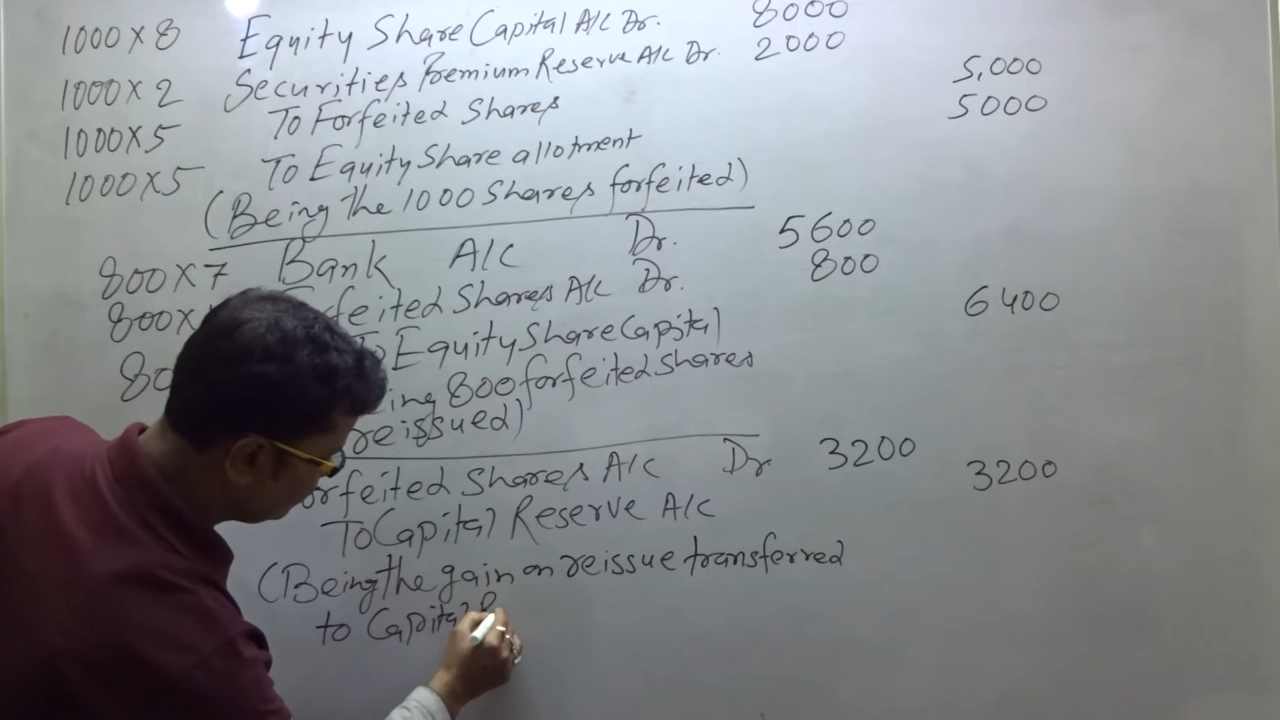 1000 X 8 Equity Share Capital A/c Dr. 8000
1000 X 2 Securities Premium Reserve A/c Dr. 2000
1000 X 5 To Forfeited Shares 5,000
1000 X 5 To Equity Share allotment 5000
(Being the 1000 Shares forfeited)
800 X 7 Bank A/C Dr. 5600
800 X Shares A/c Dr. 800
Equity Share Capital 6400
800 forfeited shares
reissued)
Shares A/C Dr 3200
To Capital Reserve A/C 3200
(Being the gain on reissue transferred
to Capital